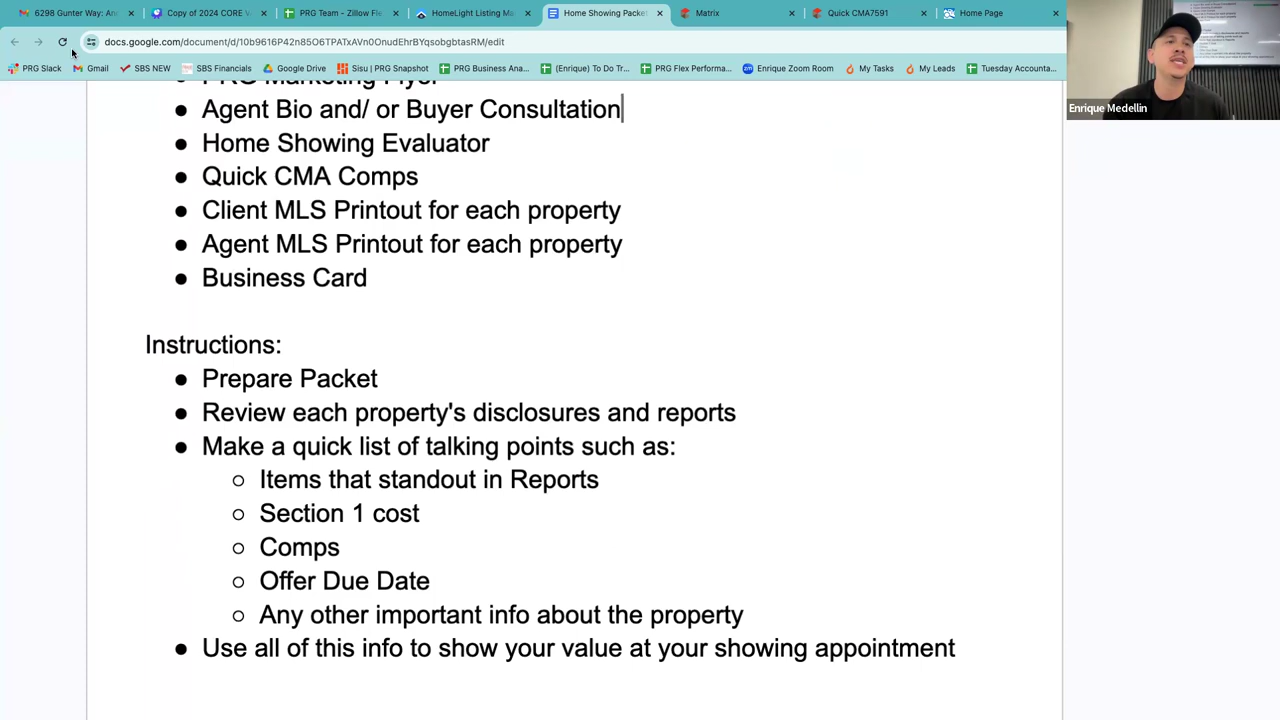 6298 Gunter Way: An
Copy of 2024 CORE V
PRG Team - Zillow Fle
HomeLight Listing
Home Showing Packet
Matrix
Quick CMA*591
Page
docs.google.com/document/d/
/edit
PRG Slack
Gmail
SBS NEW
SBS Financials
Google Drive
Sisu | PRG Snapshot
PRG Marketing Fi...
(Enrique) To Do Tr...
PRG Performa...
Enrique Zoom Room
My Tasks
My Leads
Tuesday Accounta...
Enrique Medellin
PRG Marketing Flyer
● Agent Bio and/ or Buyer Consultation
● Home Showing Evaluator
● Quick CMA Comps
● Client MLS Printout for each property
● Agent MLS Printout for each property
● Business Card
Instructions:
● Prepare Packet
● Review each property's disclosures and reports
● Make a quick list of talking points such as:
○ Items that standout in Reports
○ Section 1 cost
○ Comps
○ Offer Due Date
○ Any other important info about the property
● Use all of this info to show your value at your showing appointment